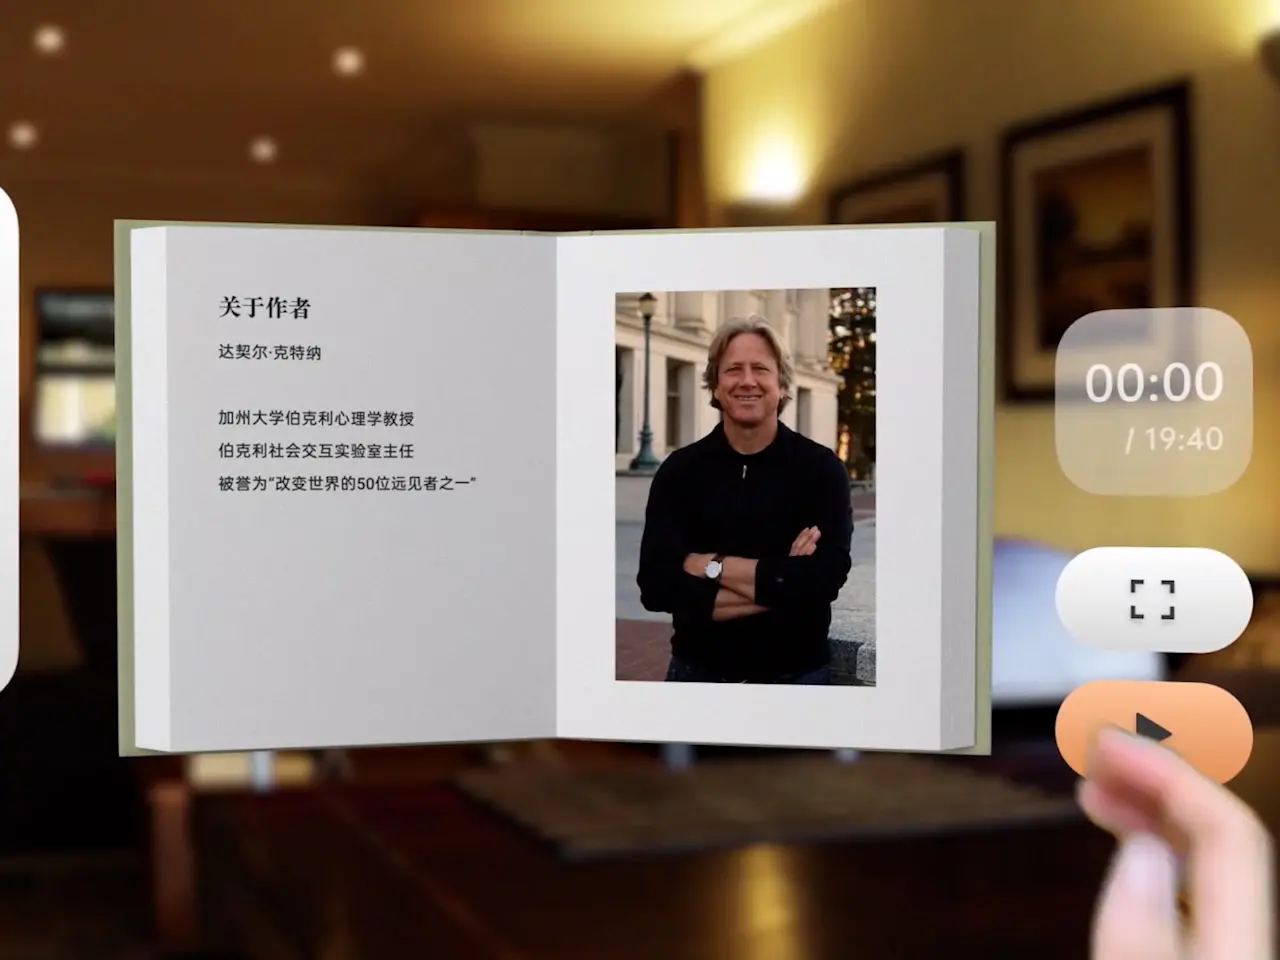 关于作者
达契尔·克特纳
加州大学伯克利心理学教授
伯克利社会交互实验室主任
被誉为“改变世界的50位远见者之一”
00:00
/ 19:40